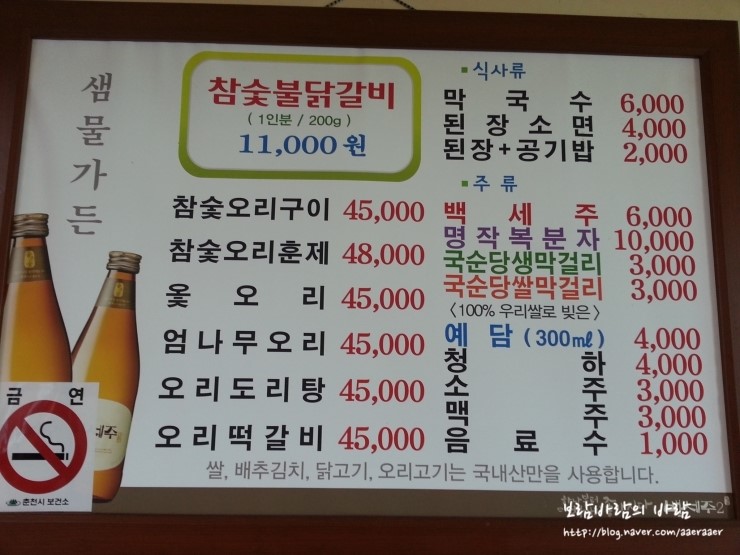 샘물가든
참숯불닭갈비
( 1인분 / 200g )
11,000 원
참숯오리구이 45,000
참숯오리훈제 48,000
옻 오 리 45,000
엄나무오리 45,000
오리도리탕 45,000
오리떡갈비 45,000
▪식사류
막 국 수 6,000
된 장 소 면 4,000
된장+공기밥 2,000
▪주 류
백 세 주 6,000
명작복분자 10,000
국순당생막걸리 3,000
국순당쌀막걸리 3,000
〈100% 우리쌀로 빚은〉
예 담 ( 300㎖ ) 4,000
청 하 4,000
소 주 3,000
맥 주 3,000
음 료 수 1,000
쌀, 배추김치, 닭고기, 오리고기는 국내산만을 사용합니다.
금 연
춘천시 보건소
보람바람의 바람
http://blog.naver.com/aaeraaer